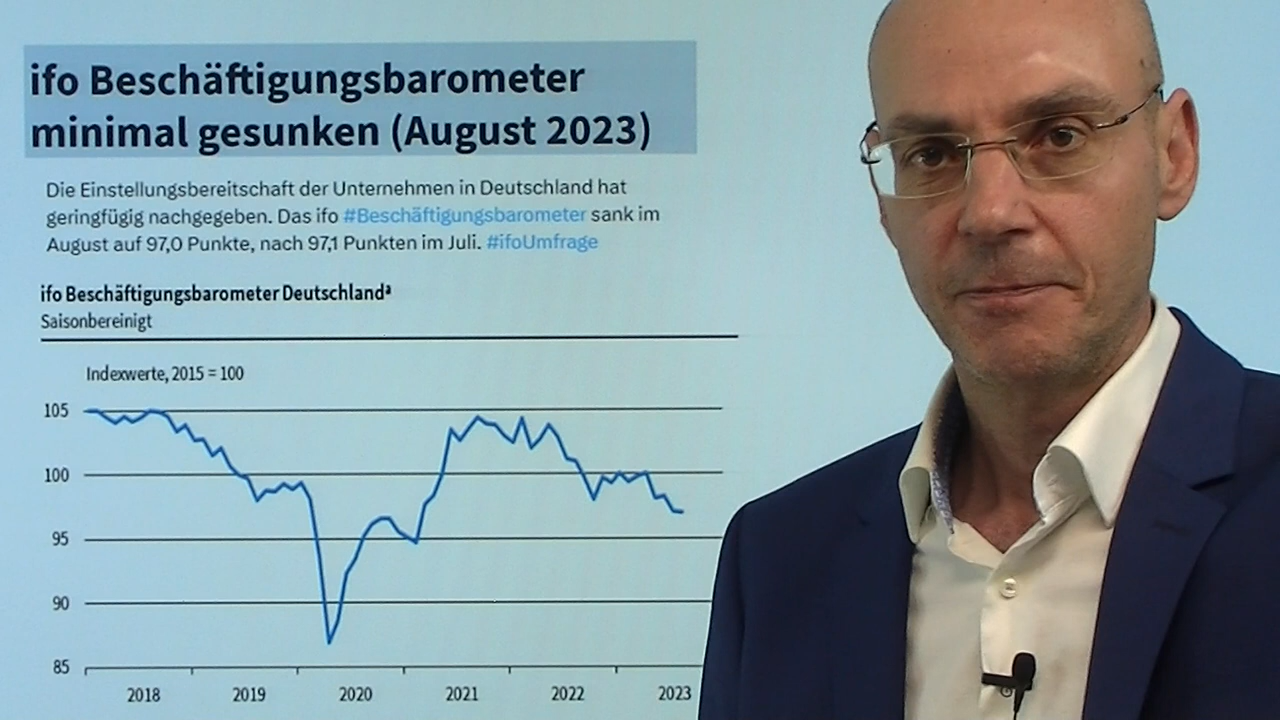 ifo Beschäftigungsbarometer
minimal gesunken (August 2023)
Die Einstellungsbereitschaft der Unternehmen in Deutschland hat
geringfügig nachgegeben. Das ifo #Beschäftigungsbarometer sank im
August auf 97,0 Punkte, nach 97,1 Punkten im Juli. #ifoUmfrage
ifo Beschäftigungsbarometer Deutschlandª
Saisonbereinigt
Indexwerte, 2015 = 100
105
100
95
90
85
2018 2019 2020 2021 2022 2023